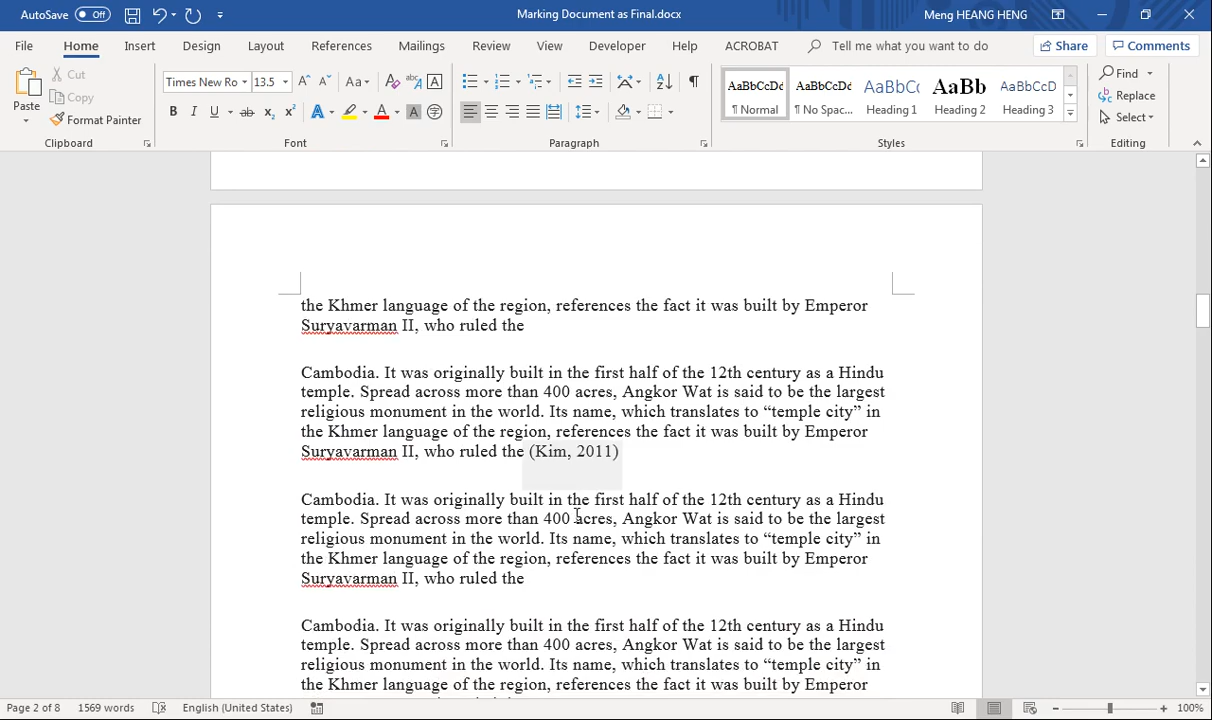 AutoSave Off
Marking Document as Final.docx
Meng HEANG HENG
File Home Insert Design Layout References Mailings Review View Developer Help ACROBAT Tell me what you want to do Share Comments
Paste
Cut
Copy
Format Painter
Clipboard
Times New Ro 13.5
Aa
B I U ab x₂ x²
Font
Paragraph
AaBbCcDd AaBbCcDd AaBbCc AaBb AaBbCcD
¶ Normal ¶ No Spac... Heading 1 Heading 2 Heading 3
Styles
Find
Replace
Select
Editing
the Khmer language of the region, references the fact it was built by Emperor
Suryavarman II, who ruled the
Cambodia. It was originally built in the first half of the 12th century as a Hindu
temple. Spread across more than 400 acres, Angkor Wat is said to be the largest
religious monument in the world. Its name, which translates to “temple city” in
the Khmer language of the region, references the fact it was built by Emperor
Suryavarman II, who ruled the (Kim, 2011)
Cambodia. It was originally built in the first half of the 12th century as a Hindu
temple. Spread across more than 400 acres, Angkor Wat is said to be the largest
religious monument in the world. Its name, which translates to “temple city” in
the Khmer language of the region, references the fact it was built by Emperor
Suryavarman II, who ruled the
Cambodia. It was originally built in the first half of the 12th century as a Hindu
temple. Spread across more than 400 acres, Angkor Wat is said to be the largest
religious monument in the world. Its name, which translates to “temple city” in
the Khmer language of the region, references the fact it was built by Emperor
Page 2 of 8 1569 words English (United States) 100%